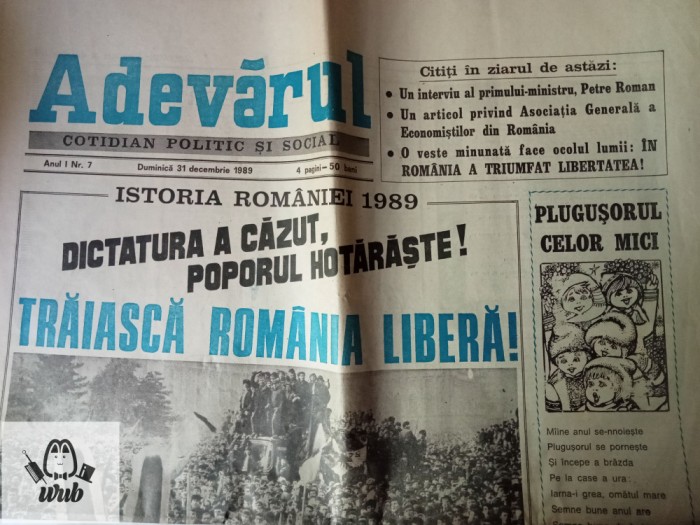 Adevărul
COTIDIAN POLITIC ȘI SOCIAL
Anul I Nr. 7 Duminică 31 decembrie 1989 4 pagini — 50 bani
Citiți în ziarul de astăzi:
• Un interviu al primului-ministru, Petre Roman
• Un articol privind Asociația Generală a
Economiștilor din România
• O veste minunată face ocolul lumii: ÎN
ROMÂNIA A TRIUMFAT LIBERTATEA!
ISTORIA ROMÂNIEI 1989
DICTATURA A CĂZUT,
POPORUL HOTĂRĂȘTE!
TRĂIASCĂ ROMÂNIA LIBERĂ!
PLUGUȘORUL
CELOR MICI
Mîine anul se-nnoiește
Plugușorul se pornește
Și începe a brăzda
Pe la case a ura:
Iarna-i grea, omătul mare
Semne bune anul are
wub